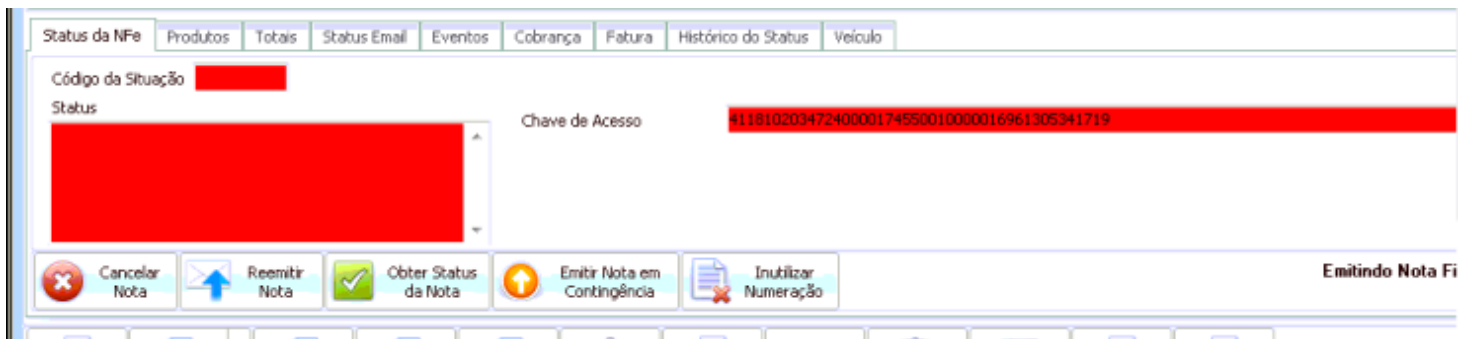 Status da NFe Produtos Totais Status Email Eventos Cobrança Fatura Histórico do Status Veículo
Código da Situação
Status
Chave de Acesso 41181020347240000174550010000016961305341719
Cancelar Nota Reemitir Nota Obter Status da Nota Emitir Nota em Contingência Inutilizar Numeração Emitindo Nota Fi